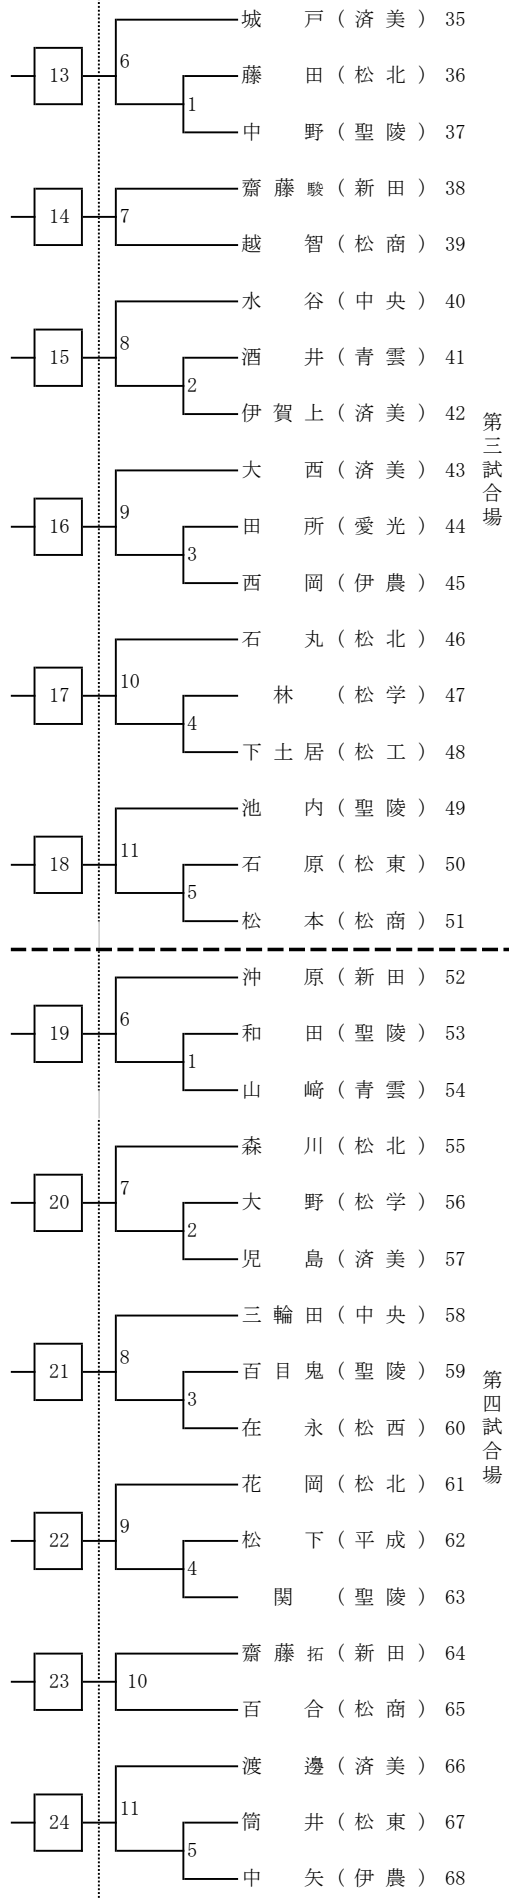 城戸（済美）35
6
13
藤田（松北）36
1
中野（聖陵）37
齋藤駿（新田）38
14
7
越智（松商）39
水谷（中央）40
8
15
酒井（青雲）41
2
伊賀上（済美）42
第三試合場
大西（済美）43
9
16
田所（愛光）44
3
西岡（伊農）45
石丸（松北）46
10
17
林（松学）47
4
下土居（松工）48
池内（聖陵）49
11
18
石原（松東）50
5
松本（松商）51
沖原（新田）52
6
19
和田（聖陵）53
1
山﨑（青雲）54
森川（松北）55
7
20
大野（松学）56
2
児島（済美）57
三輪田（中央）58
8
21
百目鬼（聖陵）59
3
在永（松西）60
第四試合場
花岡（松北）61
9
22
松下（平成）62
4
関（聖陵）63
齋藤拓（新田）64
23
10
百合（松商）65
渡邊（済美）66
11
24
筒井（松東）67
5
中矢（伊農）68